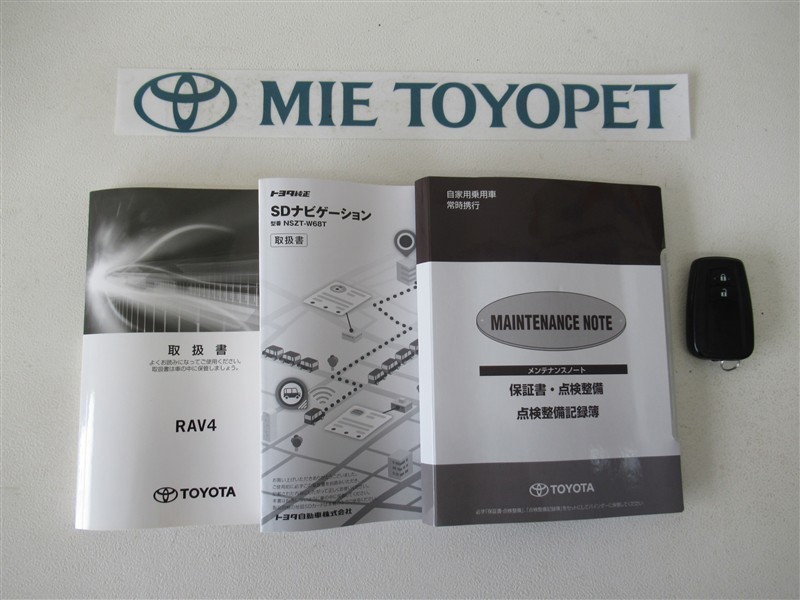 MIE TOYOPET
取扱書
よくお読みになってご使用ください。
取扱書は車の中に保管しましょう。
RAV4
TOYOTA
トヨタ純正
SDナビゲーション
型番 NSZT-W68T
取扱書
トヨタ自動車株式会社
自家用乗用車
常時携行
MAINTENANCE NOTE
メンテナンスノート
保証書・点検整備
点検整備記録簿
TOYOTA